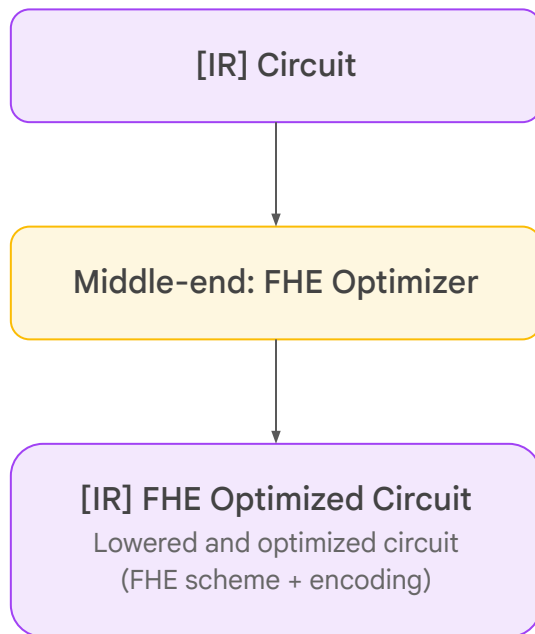 [IR] Circuit
Middle-end: FHE Optimizer
[IR] FHE Optimized Circuit
Lowered and optimized circuit
(FHE scheme + encoding)